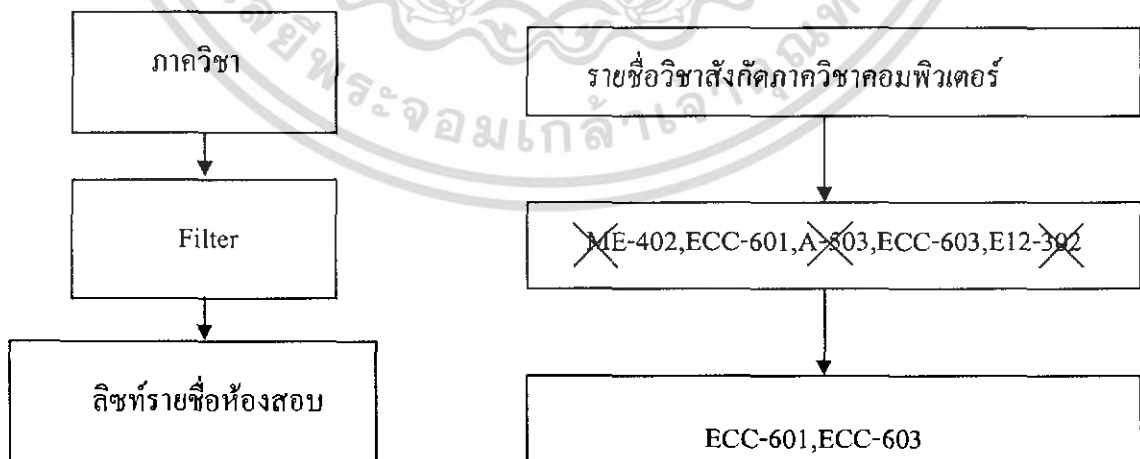 ภาควิชา
Filter
ลิซท์รายชื่อห้องสอบ
รายชื่อวิชาสังกัดภาควิชาคอมพิวเตอร์
ME-402,ECC-601,A-503,ECC-603,E12-302
ECC-601,ECC-603